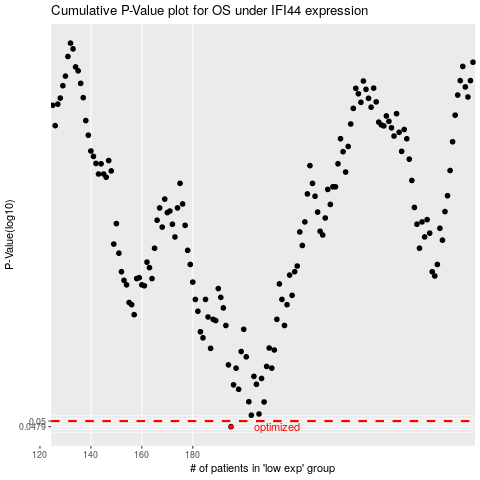 Cumulative P-Value plot for OS under IFI44 expression
P-Value(log10)
0.05
0.0479
optimized
120 140 160 180
# of patients in 'low exp' group